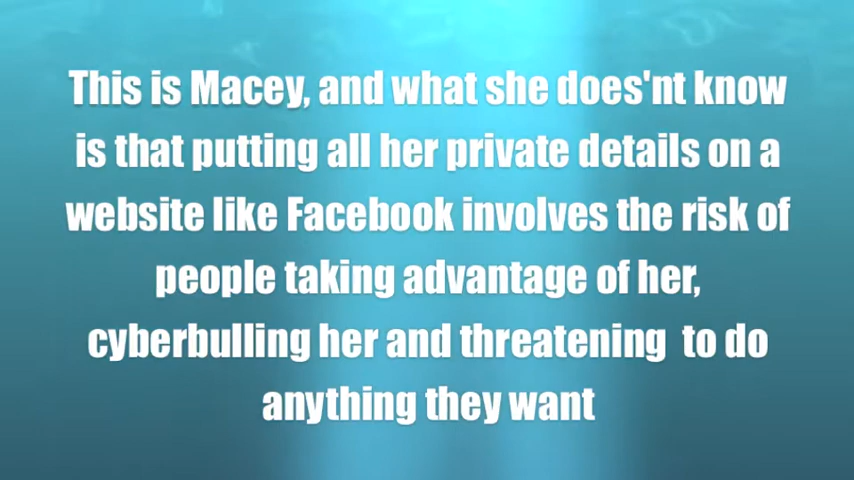 This is Macey, and what she does'nt know
is that putting all her private details on a
website like Facebook involves the risk of
people taking advantage of her,
cyberbulling her and threatening  to do
anything they want